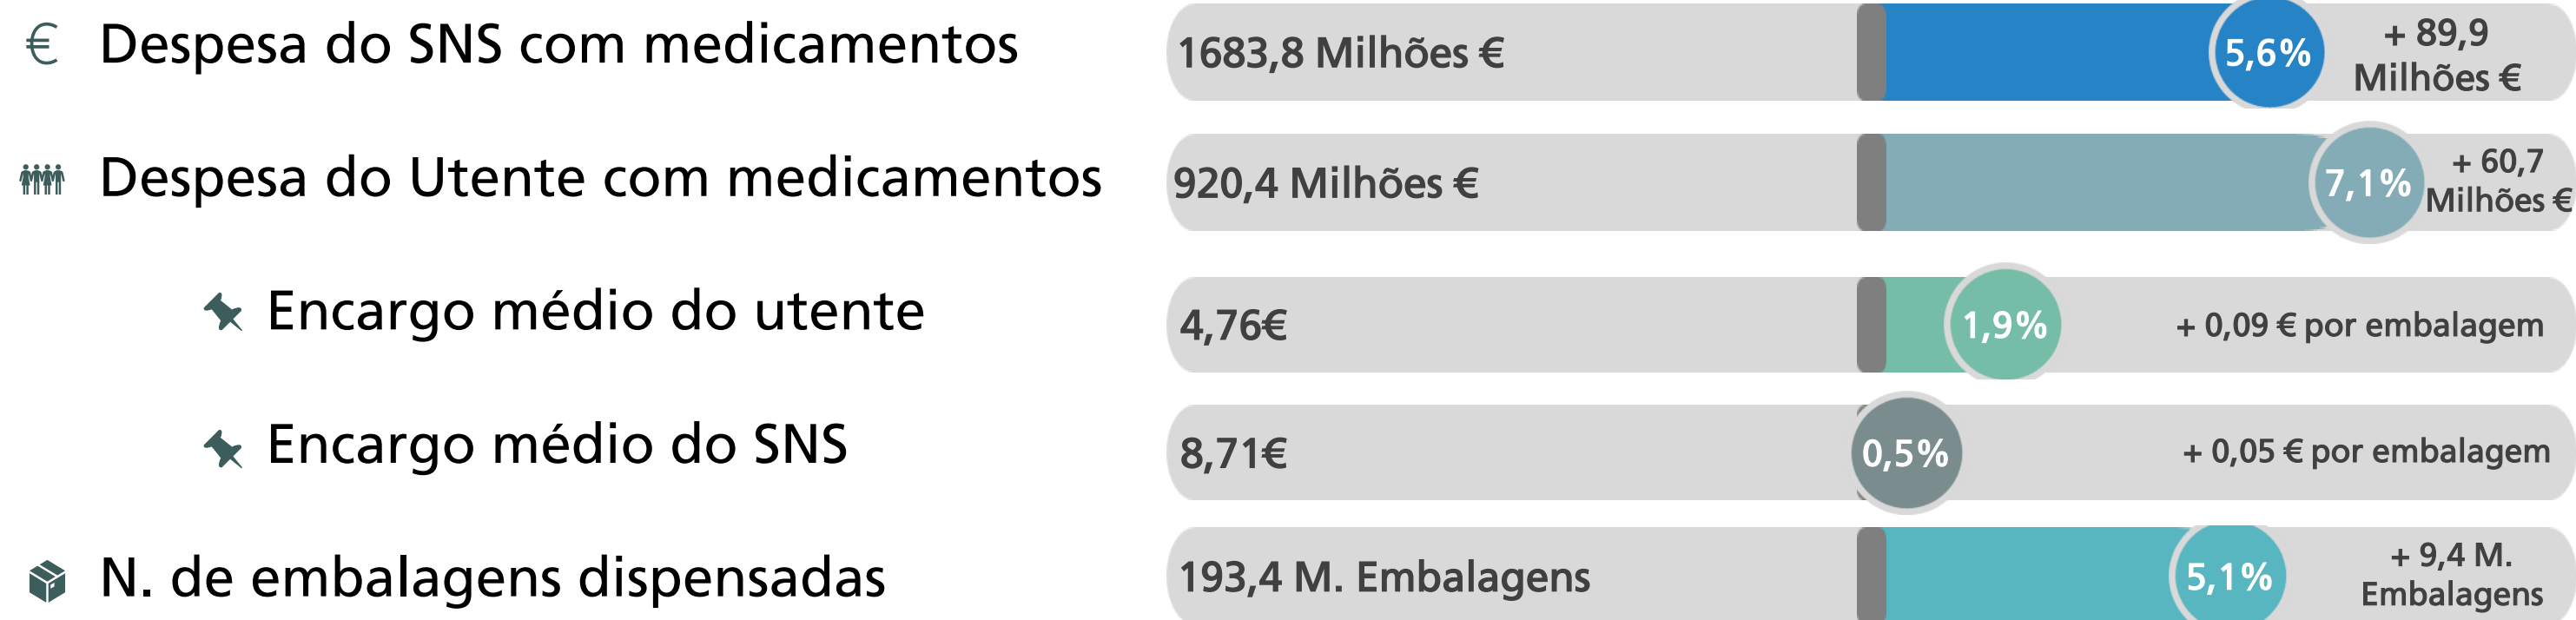 € Despesa do SNS com medicamentos 1683,8 Milhões € 5,6% + 89,9
Milhões €
Despesa do Utente com medicamentos 920,4 Milhões € 7,1% + 60,7
Milhões €
Encargo médio do utente 4,76€ 1,9% + 0,09 € por embalagem
Encargo médio do SNS 8,71€ 0,5% + 0,05 € por embalagem
N. de embalagens dispensadas 193,4 M. Embalagens 5,1% + 9,4 M.
Embalagens